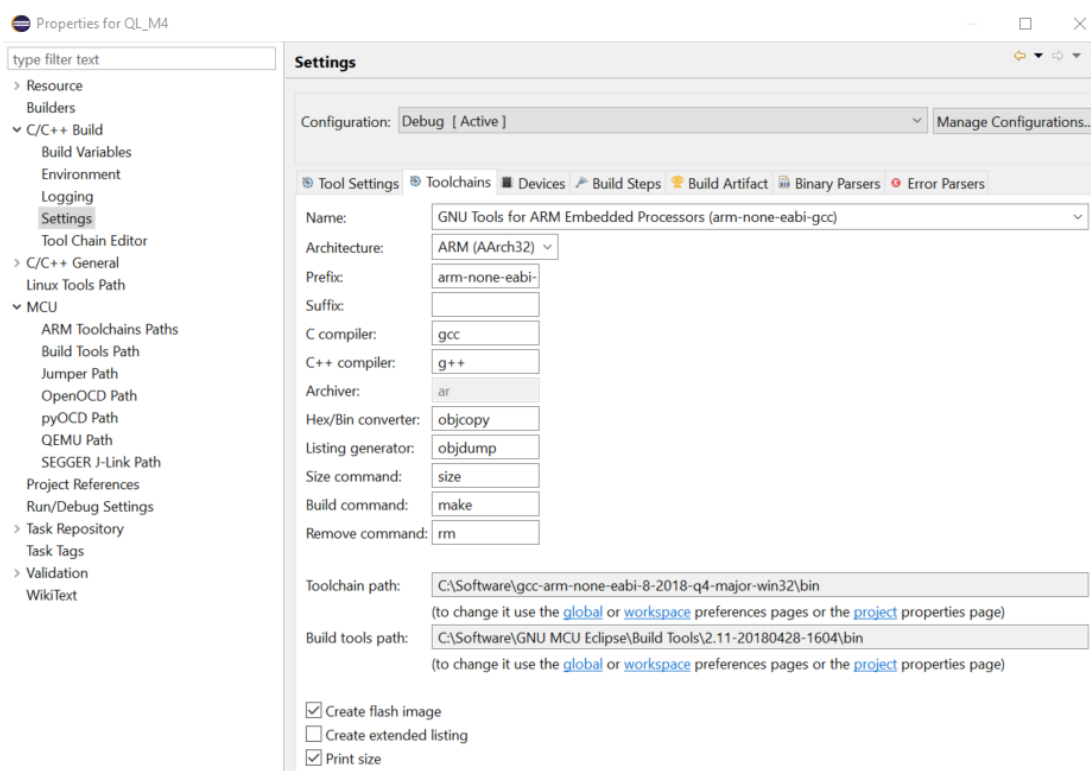 Properties for QL_M4
type filter text
Resource
Builders
C/C++ Build
Build Variables
Environment
Logging
Settings
Tool Chain Editor
C/C++ General
Linux Tools Path
MCU
ARM Toolchains Paths
Build Tools Path
Jumper Path
OpenOCD Path
pyOCD Path
QEMU Path
SEGGER J-Link Path
Project References
Run/Debug Settings
Task Repository
Task Tags
Validation
WikiText
Settings
Configuration: Debug [ Active ] Manage Configurations..
Tool Settings Toolchains Devices Build Steps Build Artifact Binary Parsers Error Parsers
Name: GNU Tools for ARM Embedded Processors (arm-none-eabi-gcc)
Architecture: ARM (AArch32)
Prefix: arm-none-eabi-
Suffix:
C compiler: gcc
C++ compiler: g++
Archiver: ar
Hex/Bin converter: objcopy
Listing generator: objdump
Size command: size
Build command: make
Remove command: rm
Toolchain path: C:\Software\gcc-arm-none-eabi-8-2018-q4-major-win32\bin
(to change it use the global or workspace preferences pages or the project properties page)
Build tools path: C:\Software\GNU MCU Eclipse\Build Tools\2.11-20180428-1604\bin
(to change it use the global or workspace preferences pages or the project properties page)
Create flash image
Create extended listing
Print size